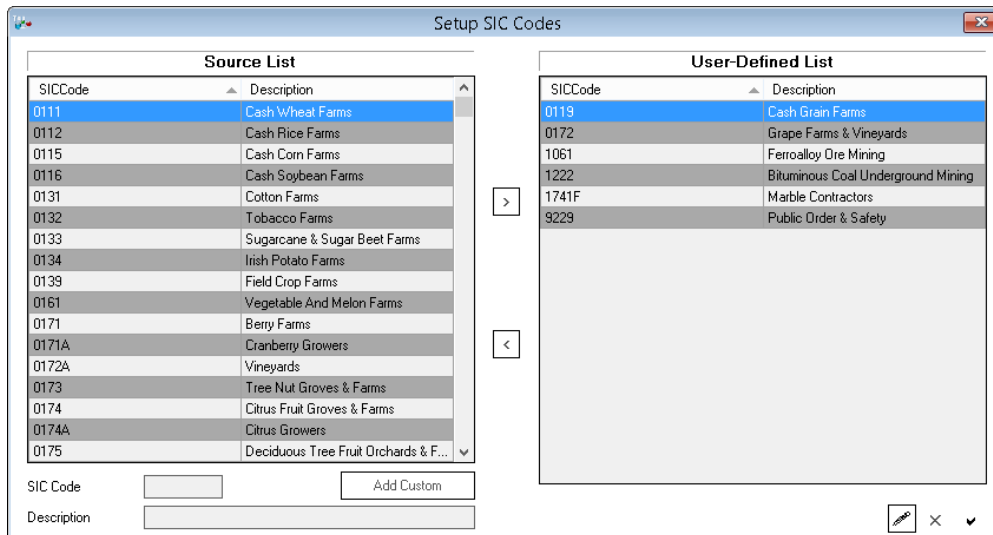 Setup SIC Codes
Source List
SICCode Description
0111 Cash Wheat Farms
0112 Cash Rice Farms
0115 Cash Corn Farms
0116 Cash Soybean Farms
0131 Cotton Farms
0132 Tobacco Farms
0133 Sugarcane & Sugar Beet Farms
0134 Irish Potato Farms
0139 Field Crop Farms
0161 Vegetable And Melon Farms
0171 Berry Farms
0171A Cranberry Growers
0172A Vineyards
0173 Tree Nut Groves & Farms
0174 Citrus Fruit Groves & Farms
0174A Citrus Growers
0175 Deciduous Tree Fruit Orchards & F...
SIC Code
Add Custom
Description
>
<
User-Defined List
SICCode Description
0119 Cash Grain Farms
0172 Grape Farms & Vineyards
1061 Ferroalloy Ore Mining
1222 Bituminous Coal Underground Mining
1741F Marble Contractors
9229 Public Order & Safety